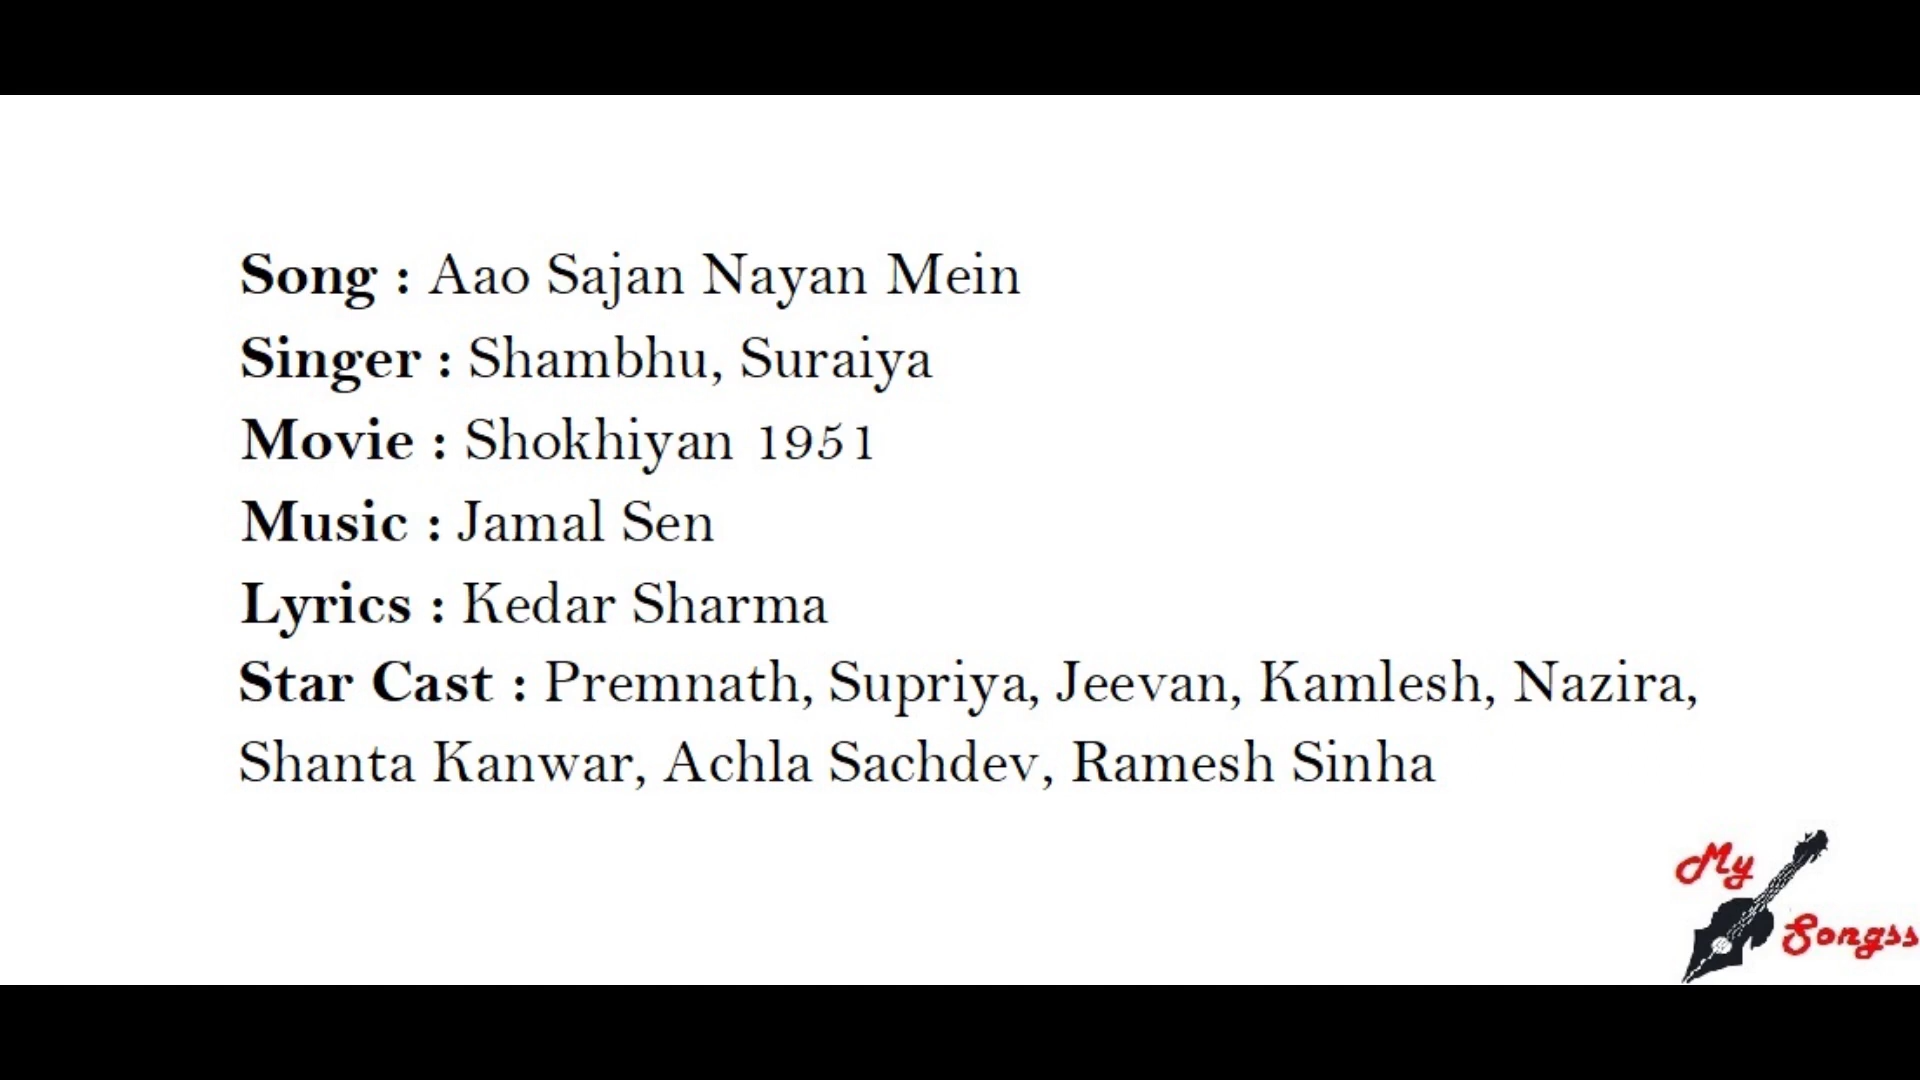 Song : Aao Sajan Nayan Mein
Singer : Shambhu, Suraiya
Movie : Shokhiyan 1951
Music : Jamal Sen
Lyrics : Kedar Sharma
Star Cast : Premnath, Supriya, Jeevan, Kamlesh, Nazira,
Shanta Kanwar, Achla Sachdev, Ramesh Sinha
My
Songss